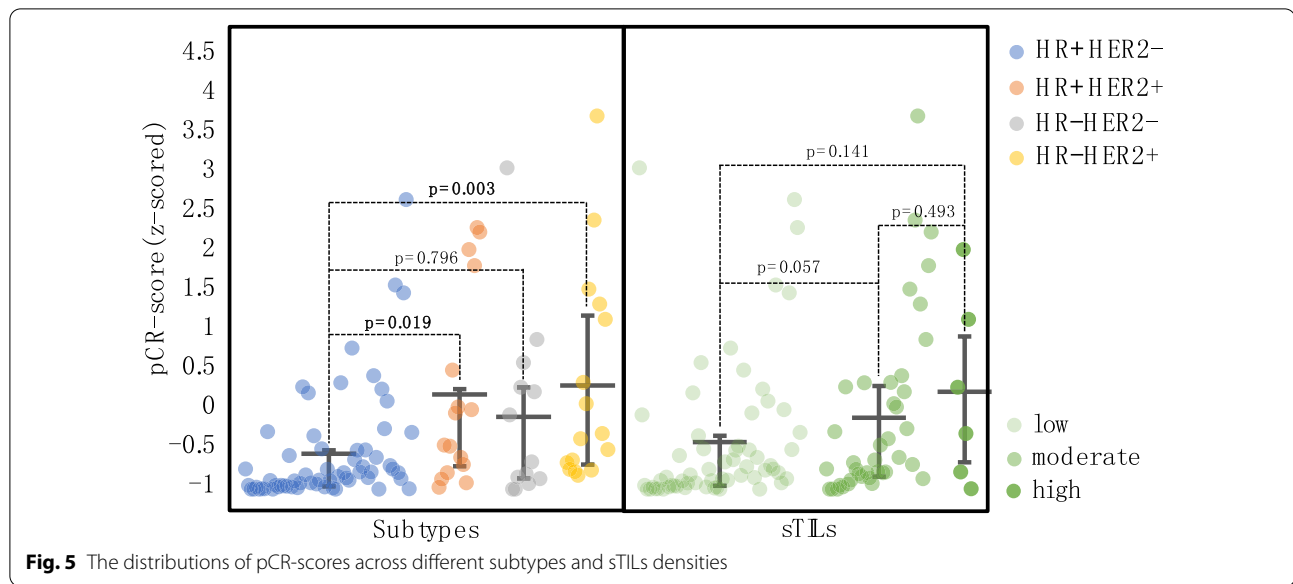 pCR-score(z-scored)
4.5
4
3.5
3
2.5
2
1.5
1
0.5
0
-0.5
-1
p=0.003
p=0.796
p=0.019
p=0.141
p=0.493
p=0.057
Subtypes
sTILs
HR+HER2-
HR+HER2+
HR-HER2-
HR-HER2+
low
moderate
high
Fig. 5 The distributions of pCR-scores across different subtypes and sTILs densities